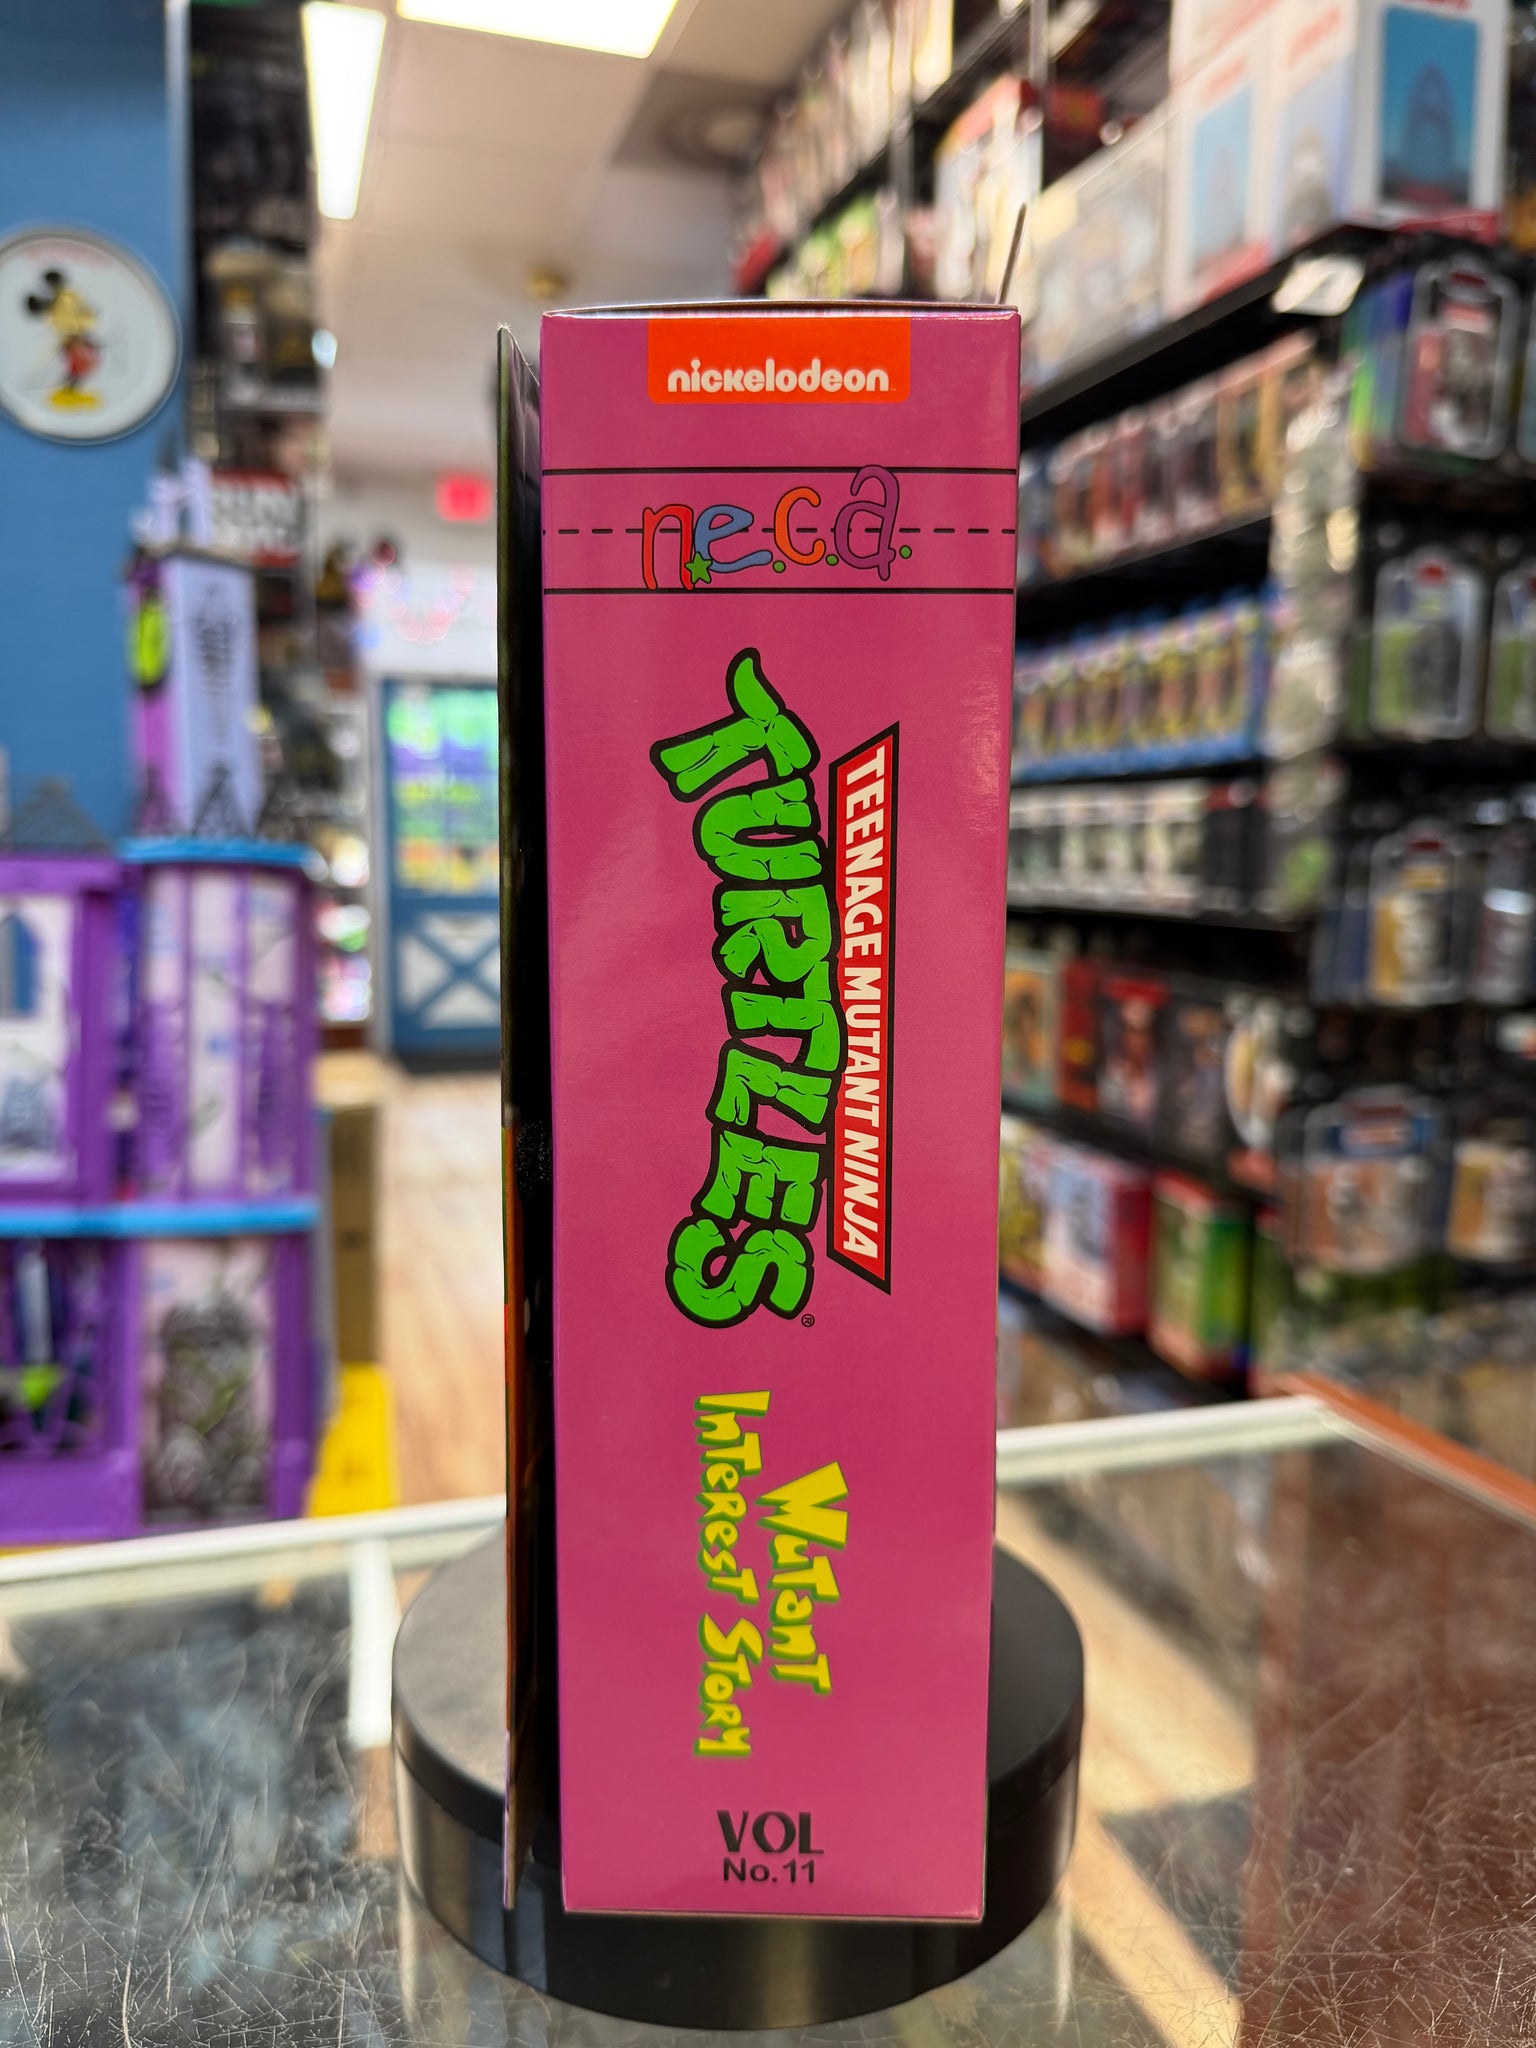 nickelodeon
n.e.c.a.
TEENAGE MUTANT NINJA
TURTLES®
MUTANT
INTEREST STORY
VOL
No.11